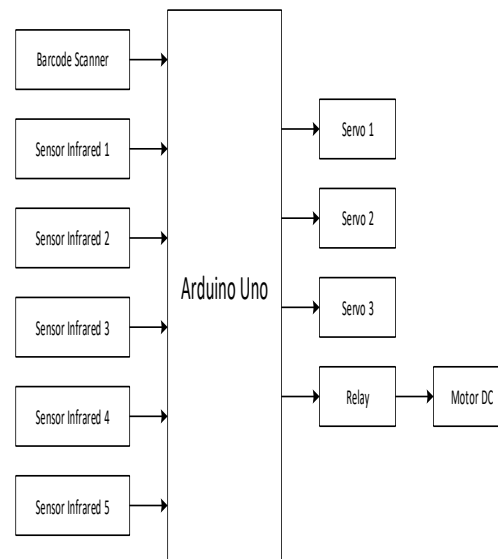 Barcode Scanner
Sensor Infrared 1
Sensor Infrared 2
Sensor Infrared 3
Sensor Infrared 4
Sensor Infrared 5
Arduino Uno
Servo 1
Servo 2
Servo 3
Relay
Motor DC